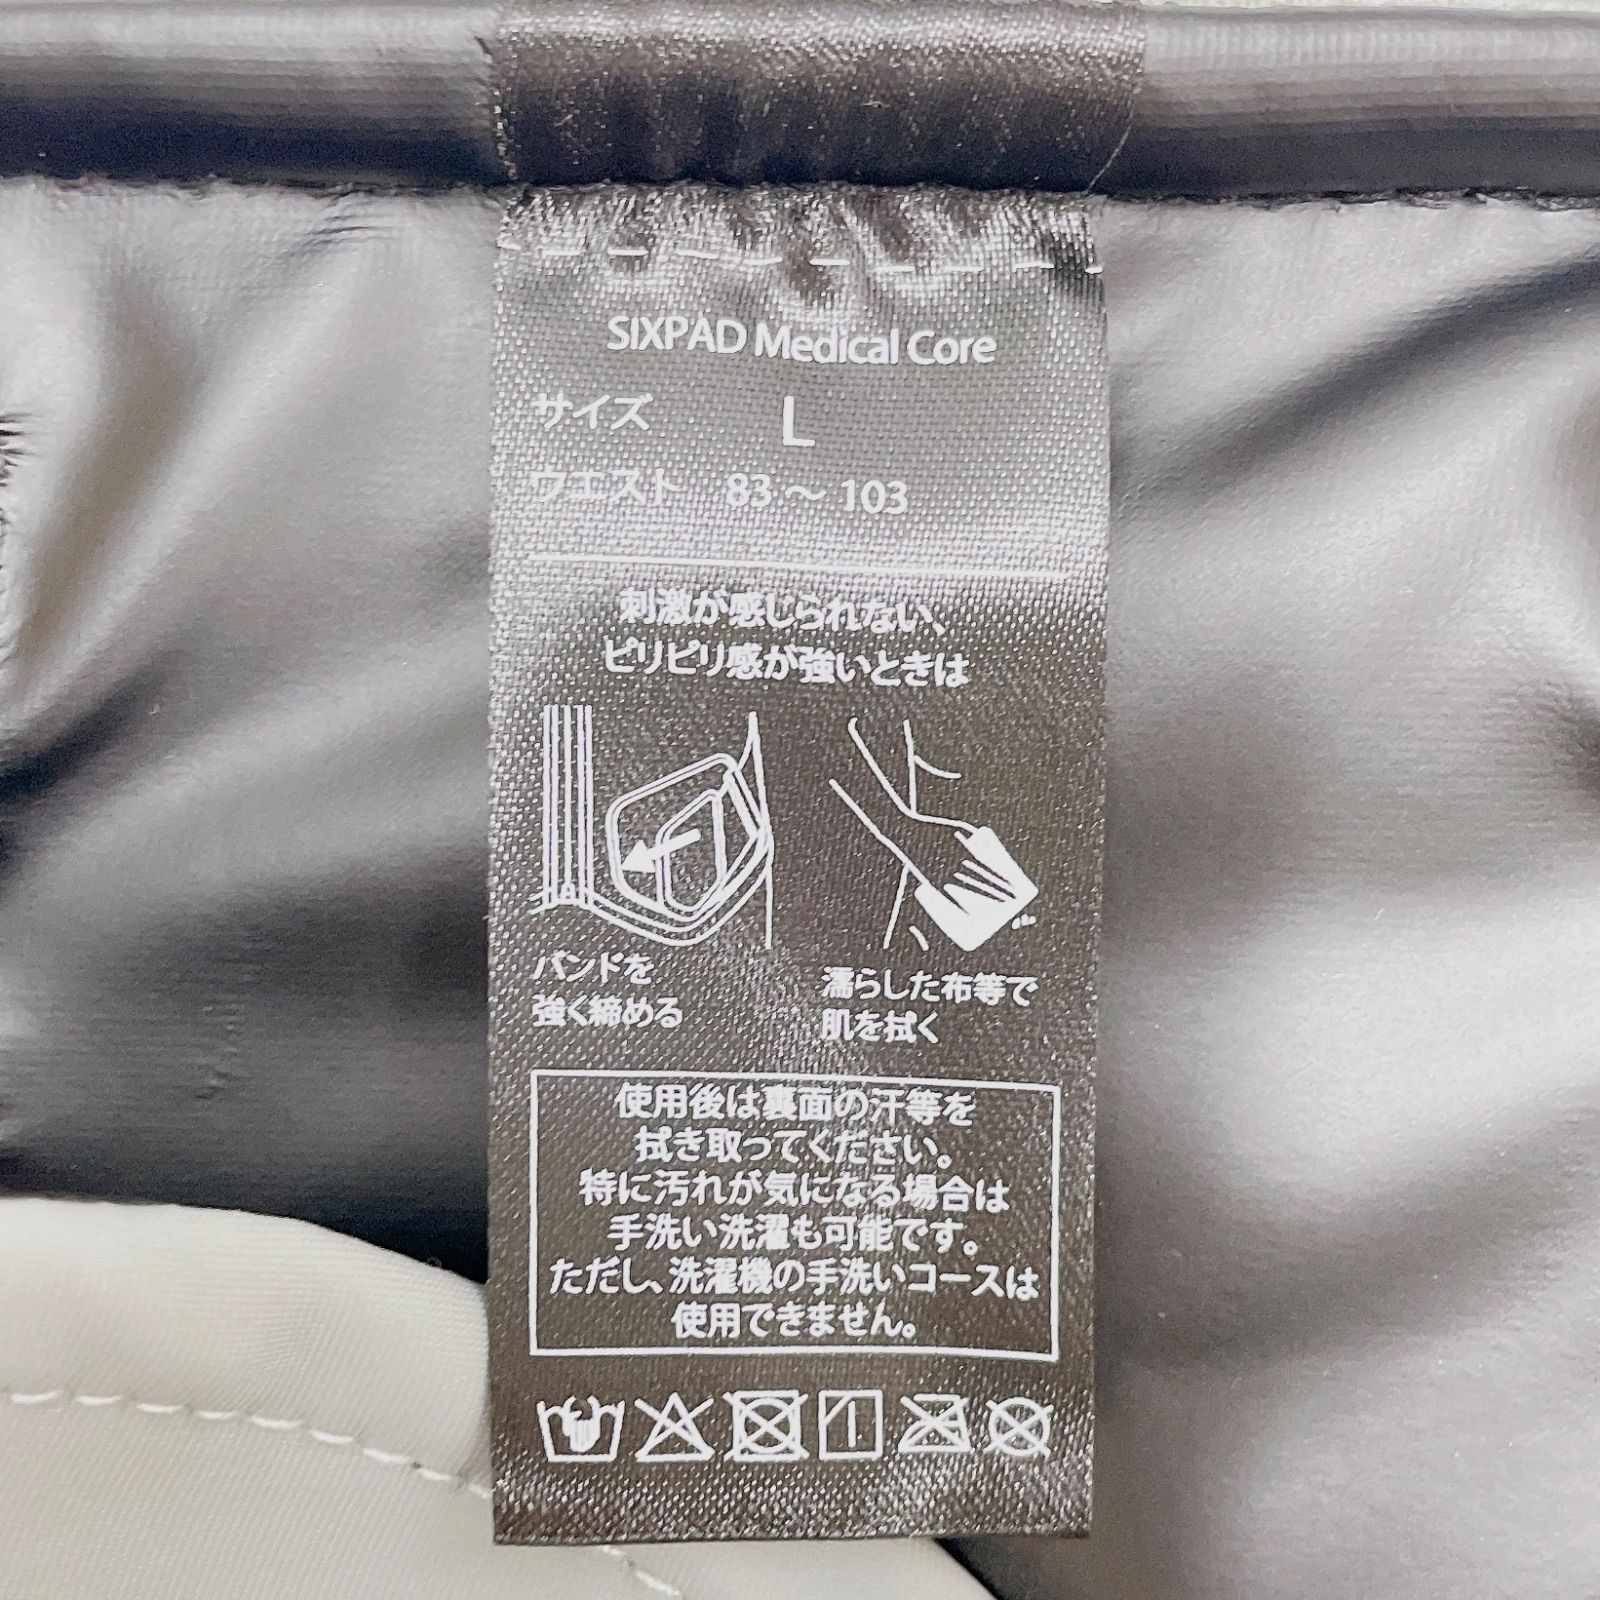 SIXPAD Medical Core
サイズ L
ウエスト 83～103
刺激が感じられない、
ピリピリ感が強いときは
バンドを
強く締める
濡らした布等で
肌を拭く
使用後は裏面の汗等を
拭き取ってください。
特に汚れが気になる場合は
手洗い洗濯も可能です。
ただし、洗濯機の手洗いコースは
使用できません。